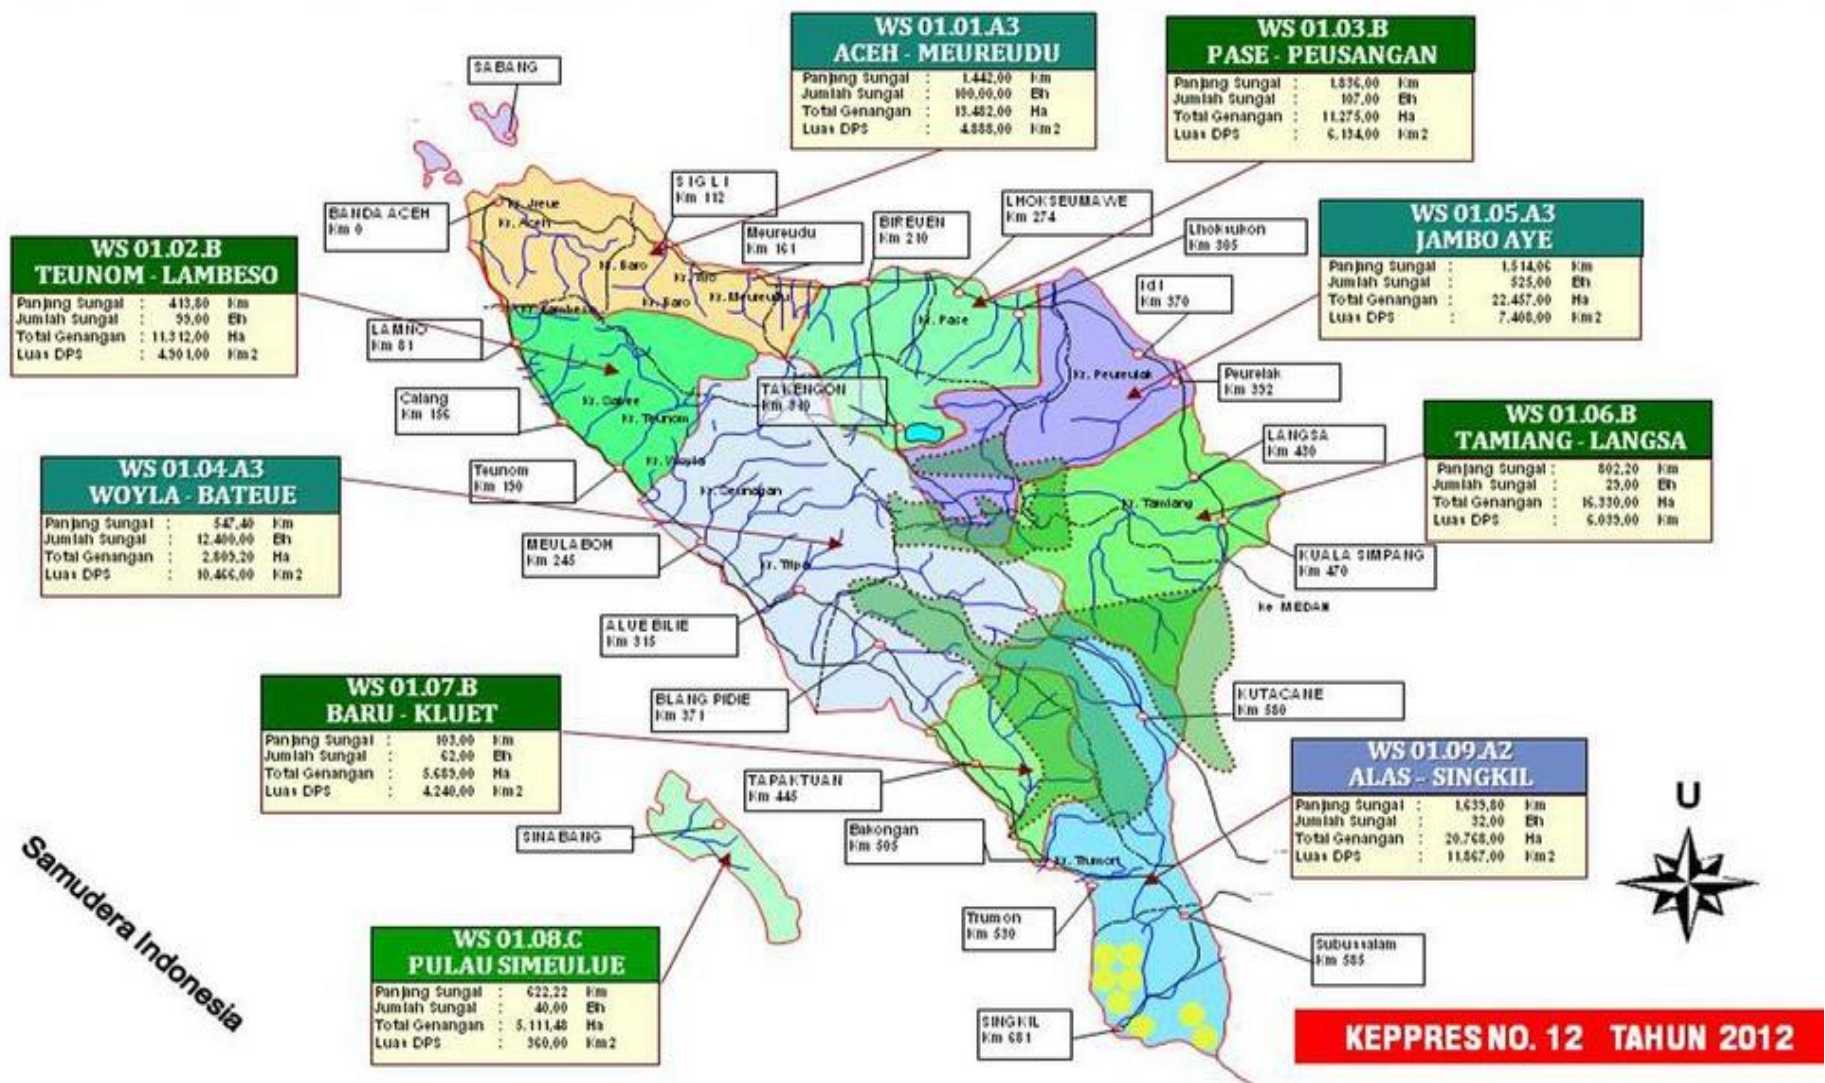 WS 01.01.A3
ACEH - MEUREUDU
Panjang Sungai : 1.442,00 Km
Jumlah Sungai : 100,00,00 Bh
Total Genangan : 13.482,00 Ha
Luas DPS : 4.888,00 Km2
WS 01.03.B
PASE - PEUSANGAN
Panjang Sungai : 1.836,00 Km
Jumlah Sungai : 107,00 Bh
Total Genangan : 11.275,00 Ha
Luas DPS : 6.134,00 Km2
WS 01.02.B
TEUNOM - LAMBESO
Panjang Sungai : 413,80 Km
Jumlah Sungai : 99,00 Bh
Total Genangan : 11.312,00 Ha
Luas DPS : 4.901,00 Km2
WS 01.05.A3
JAMBO AYE
Panjang Sungai : 1.514,06 Km
Jumlah Sungai : 525,00 Bh
Total Genangan : 22.457,00 Ha
Luas DPS : 7.408,00 Km2
WS 01.04.A3
WOYLA - BATEUE
Panjang Sungai : 547,40 Km
Jumlah Sungai : 12.400,00 Bh
Total Genangan : 2.809,20 Ha
Luas DPS : 10.466,00 Km2
WS 01.06.B
TAMIANG - LANGSA
Panjang Sungai : 802,20 Km
Jumlah Sungai : 29,00 Bh
Total Genangan : 16.330,00 Ha
Luas DPS : 6.039,00 Km
WS 01.07.B
BARU - KLUET
Panjang Sungai : 103,00 Km
Jumlah Sungai : 62,00 Bh
Total Genangan : 5.689,00 Ha
Luas DPS : 4.240,00 Km2
WS 01.09.A2
ALAS - SINGKIL
Panjang Sungai : 1.639,80 Km
Jumlah Sungai : 32,00 Bh
Total Genangan : 20.768,00 Ha
Luas DPS : 11.867,00 Km2
WS 01.08.C
PULAU SIMEULUE
Panjang Sungai : 622,22 Km
Jumlah Sungai : 40,00 Bh
Total Genangan : 5.111,48 Ha
Luas DPS : 360,00 Km2
SABANG
BANDA ACEH
Km 0
SIGLI
Km 112
Meureudu
Km 161
BIREUEN
Km 210
LHOKSEUMAWE
Km 274
Lhoksukon
Km 305
Idi
Km 370
Peurelak
Km 392
LANGSA
Km 430
KUALA SIMPANG
Km 470
ke MEDAN
LAMNO
Km 81
Calang
Km 156
Teunom
Km 190
MEULABOH
Km 245
ALUE BILIE
Km 315
BLANG PIDIE
Km 371
TAPAKTUAN
Km 445
Bakongan
Km 505
Trumon
Km 530
SINGKIL
Km 681
Subussalam
Km 585
KUTACANE
Km 580
TAKENGON
Km 340
SINABANG
Kr. Jreue
Kr. Aceh
Kr. Baro
Kr. Baro
Kr. Meureudu
Kr. Lambeso
Kr. Pase
Kr. Peureulak
Kr. Teunom
Kr. Woyla
Kr. Tamiang
Kr. Tripa
Kr. Trumon
Samudera Indonesia
U
KEPPRES NO. 12 TAHUN 2012